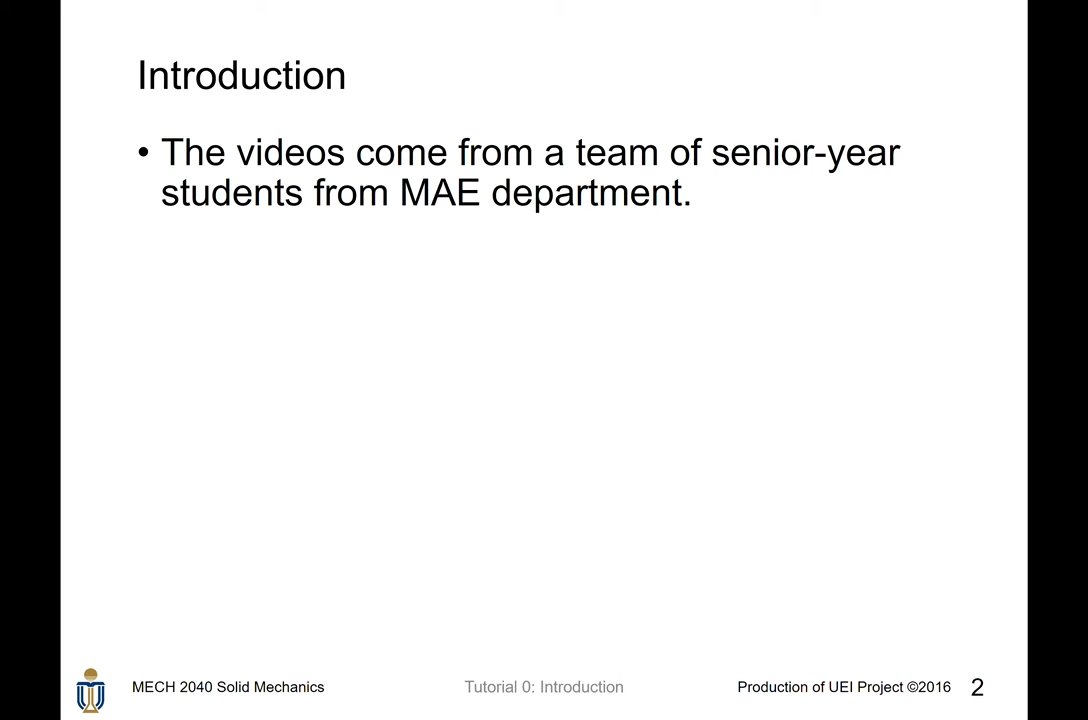 Introduction
• The videos come from a team of senior-year
students from MAE department.
MECH 2040 Solid Mechanics
Tutorial 0: Introduction
Production of UEI Project ©2016
2